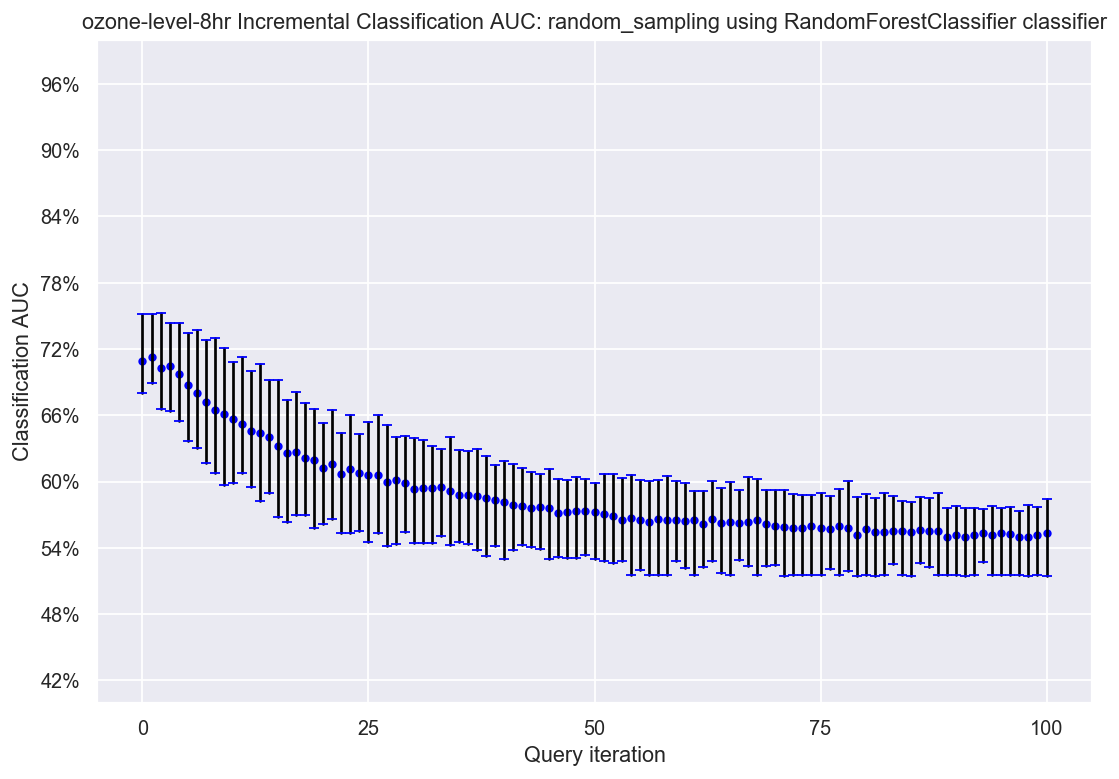 ozone-level-8hr Incremental Classification AUC: random_sampling using RandomForestClassifier classifier
96%
90%
84%
78%
72%
66%
60%
54%
48%
42%
Classification AUC
0 25 50 75 100
Query iteration